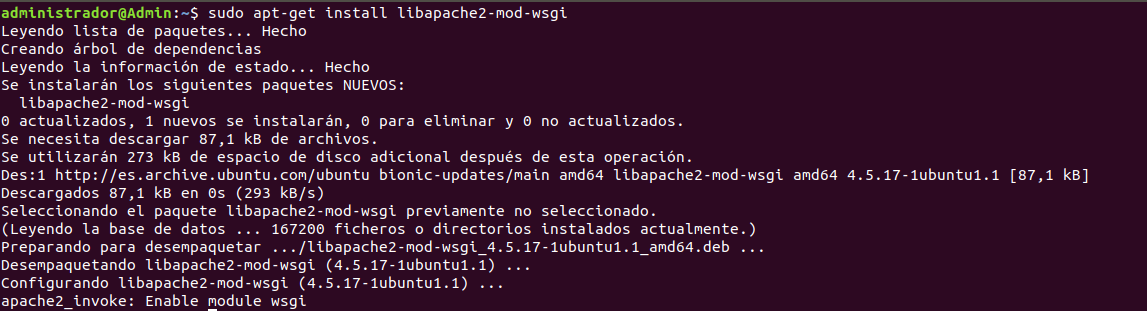 administrador@Admin:~$ sudo apt-get install libapache2-mod-wsgi
Leyendo lista de paquetes... Hecho
Creando árbol de dependencias
Leyendo la información de estado... Hecho
Se instalarán los siguientes paquetes NUEVOS:
  libapache2-mod-wsgi
0 actualizados, 1 nuevos se instalarán, 0 para eliminar y 0 no actualizados.
Se necesita descargar 87,1 kB de archivos.
Se utilizarán 273 kB de espacio de disco adicional después de esta operación.
Des:1 http://es.archive.ubuntu.com/ubuntu bionic-updates/main amd64 libapache2-mod-wsgi amd64 4.5.17-1ubuntu1.1 [87,1 kB]
Descargados 87,1 kB en 0s (293 kB/s)
Seleccionando el paquete libapache2-mod-wsgi previamente no seleccionado.
(Leyendo la base de datos ... 167200 ficheros o directorios instalados actualmente.)
Preparando para desempaquetar .../libapache2-mod-wsgi_4.5.17-1ubuntu1.1_amd64.deb ...
Desempaquetando libapache2-mod-wsgi (4.5.17-1ubuntu1.1) ...
Configurando libapache2-mod-wsgi (4.5.17-1ubuntu1.1) ...
apache2_invoke: Enable module wsgi